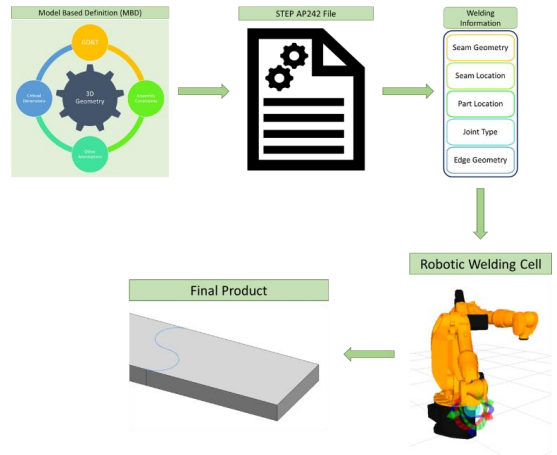 Model Based Definition (MBD)
STEP AP242 File
Welding
Information
GD&T
3D
Geometry
Critical
Dimensions
Other
Annotations
Seam Geometry
Seam Location
Part Location
Joint Type
Edge Geometry
Robotic Welding Cell
Final Product